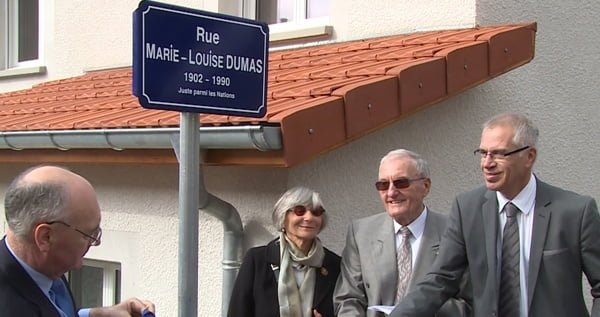 Rue
MARIE - LOUISE DUMAS
1902 - 1990
Juste parmi les Nations